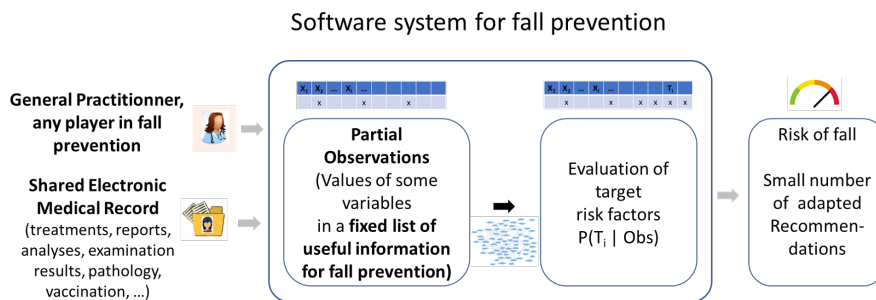 Software system for fall prevention
General Practitionner,
any player in fall
prevention
Shared Electronic
Medical Record
(treatments, reports,
analyses, examination
results, pathology,
vaccination, ...)
X1 X2 ... Xi ...
x x x
Partial
Observations
(Values of some
variables
in a fixed list of
useful information
for fall prevention)
X1 X2 ... Xi ... Ti
x x x x x
Evaluation of
target
risk factors
P(Ti | Obs)
Risk of fall
Small number
of adapted
Recommen-
dations